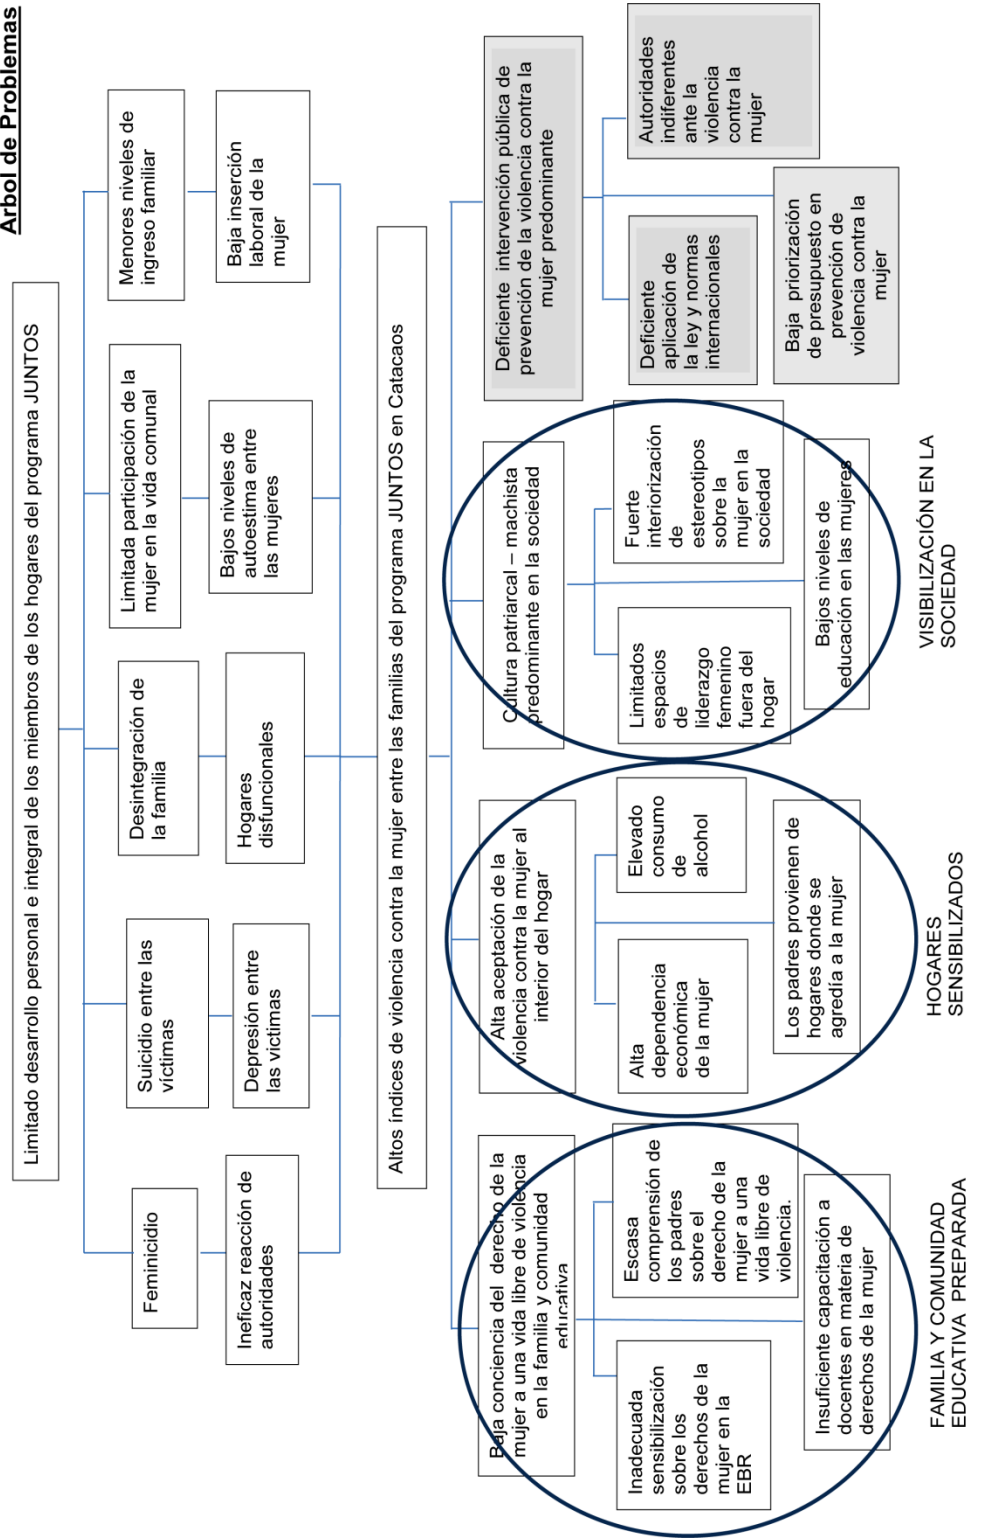 Arbol de Problemas
Limitado desarrollo personal e integral de los miembros de los hogares del programa JUNTOS
Feminicidio
Suicidio entre las
víctimas
Desintegración de
la familia
Limitada participación de la
mujer en la vida comunal
Menores niveles de
ingreso familiar
Ineficaz reacción de
autoridades
Depresión entre
las víctimas
Hogares
disfuncionales
Bajos niveles de
autoestima entre
las mujeres
Baja inserción
laboral de la
mujer
Altos índices de violencia contra la mujer entre las familias del programa JUNTOS en Catacaos
Baja conciencia del derecho de la
mujer a una vida libre de violencia
en la familia y comunidad
educativa
Alta aceptación de la
violencia contra la mujer al
interior del hogar
Cultura patriarcal – machista
predominante en la sociedad
Deficiente intervención pública de
prevención de la violencia contra la
mujer predominante
Inadecuada
sensibilización
sobre los
derechos de la
mujer en la
EBR
Escasa
comprensión de
los padres
sobre el
derecho de la
mujer a una
vida libre de
violencia.
Alta
dependencia
económica
de la mujer
Elevado
consumo
de
alcohol
Limitados
espacios
de
liderazgo
femenino
fuera del
hogar
Fuerte
interiorización
de
estereotipos
sobre la
mujer en la
sociedad
Deficiente
aplicación de
la ley y normas
internacionales
Autoridades
indiferentes
ante la
violencia
contra la
mujer
Insuficiente capacitación a
docentes en materia de
derechos de la mujer
Los padres provienen de
hogares donde se
agredía a la mujer
Bajos niveles de
educación en las mujeres
Baja priorización
de presupuesto en
prevención de
violencia contra la
mujer
FAMILIA Y COMUNIDAD
EDUCATIVA PREPARADA
HOGARES
SENSIBILIZADOS
VISIBILIZACIÓN EN LA
SOCIEDAD